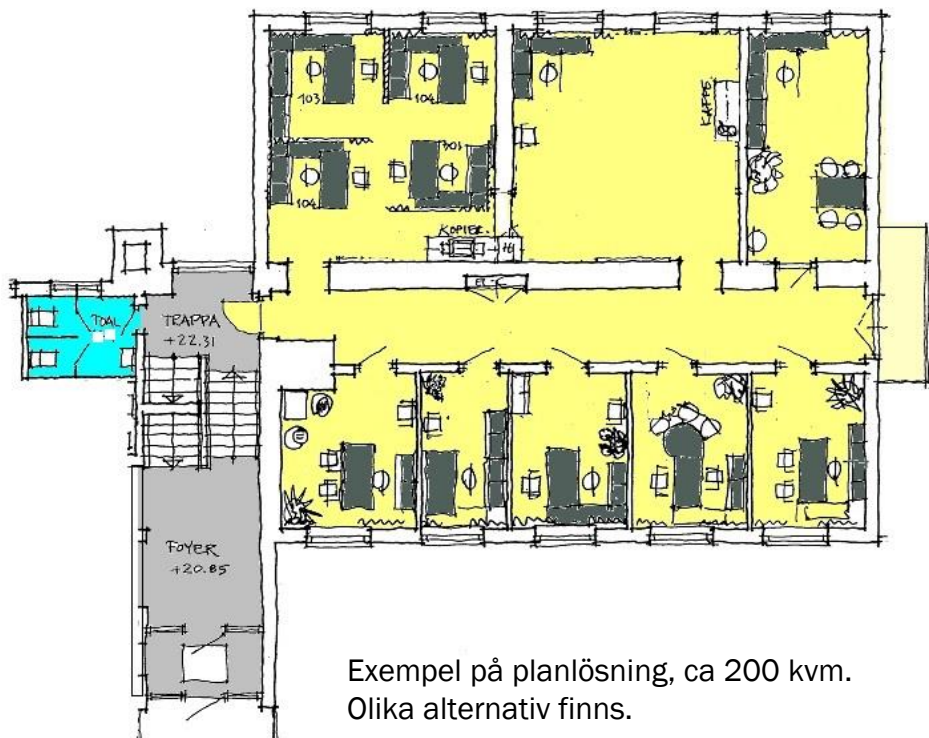 103
104
KAFFE
103
104
KOPIER.
TOAL
TRAPPA
+22.31
FOYER
+20.85
Exempel på planlösning, ca 200 kvm.
Olika alternativ finns.